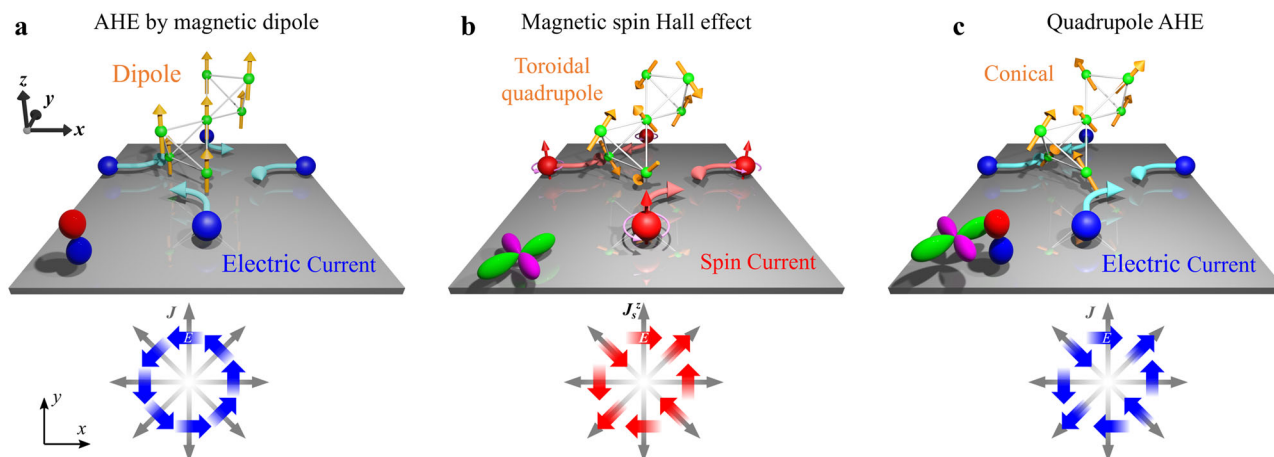 a AHE by magnetic dipole
Dipole
z
y
x
Electric Current
J
E
y
x
b Magnetic spin Hall effect
Toroidal
quadrupole
Spin Current
J_s^z
E
c Quadrupole AHE
Conical
Electric Current
J
E